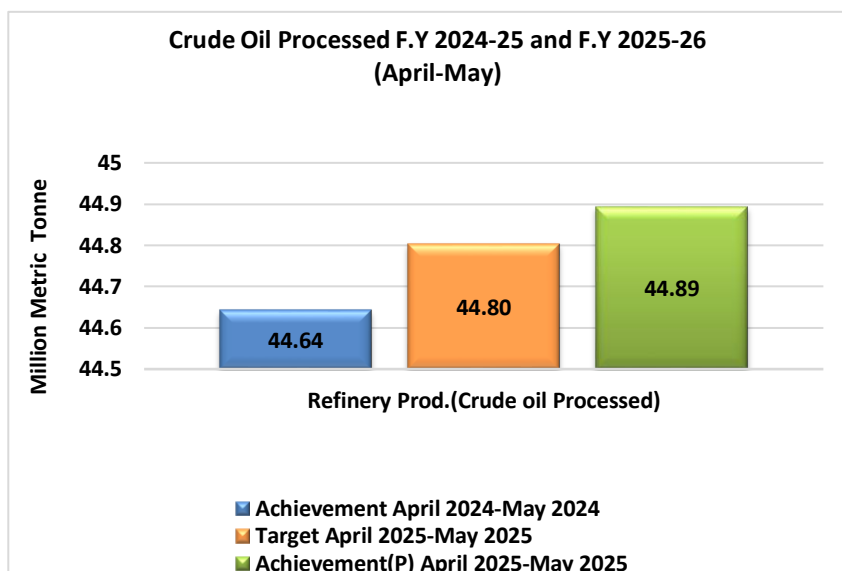 Crude Oil Processed F.Y 2024-25 and F.Y 2025-26
(April-May)
Million Metric Tonne
45
44.9
44.8
44.7
44.6
44.5
44.64
44.80
44.89
Refinery Prod.(Crude oil Processed)
Achievement April 2024-May 2024
Target April 2025-May 2025
Achievement(P) April 2025-May 2025